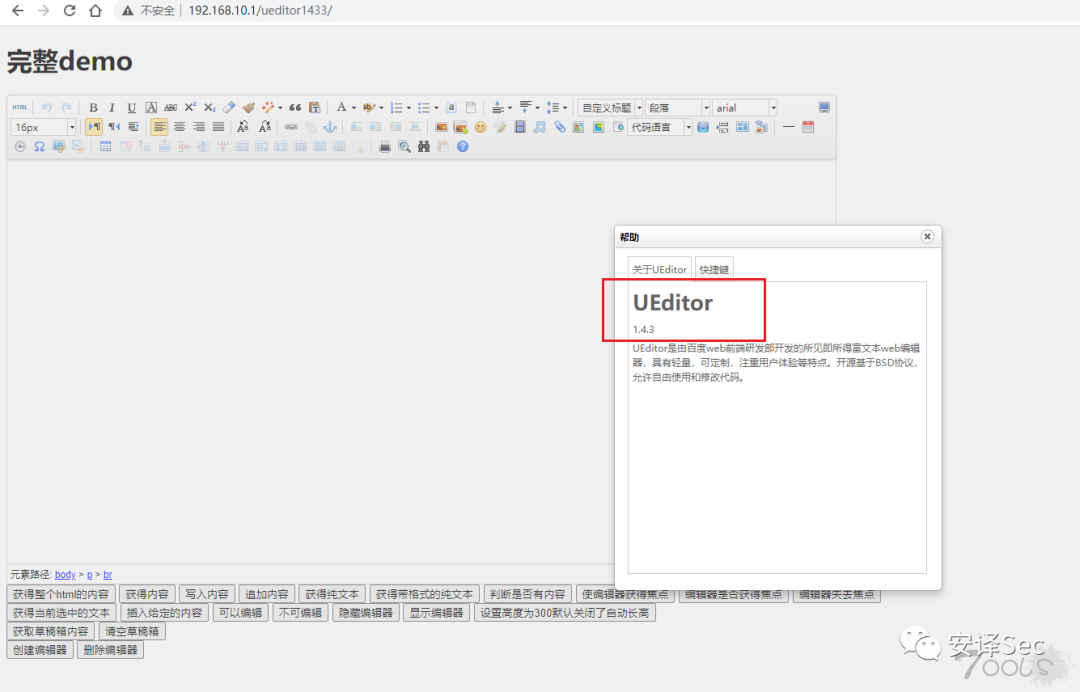 不安全 192.168.10.1/ueditor1433/
完整demo
HTML B I U A ABC X² X₂ A ab a 自定义标题 段落 arial
16px 代码语言
帮助
关于UEditor 快捷键
UEditor
1.4.3
UEditor是由百度web前端研发部开发的所见即所得富文本web编辑
器，具有轻量，可定制，注重用户体验等特点。开源基于BSD协议，
允许自由使用和修改代码。
元素路径: body > p > br
获得整个html的内容 获得内容 写入内容 追加内容 获得纯文本 获得带格式的纯文本 判断是否有内容 使编辑器获得焦点 编辑器是否获得焦点 编辑器失去焦点
获得当前选中的文本 插入给定的内容 可以编辑 不可编辑 隐藏编辑器 显示编辑器 设置高度为300默认关闭了自动长高
获取草稿箱内容 清空草稿箱
创建编辑器 删除编辑器
安译Sec
Tools